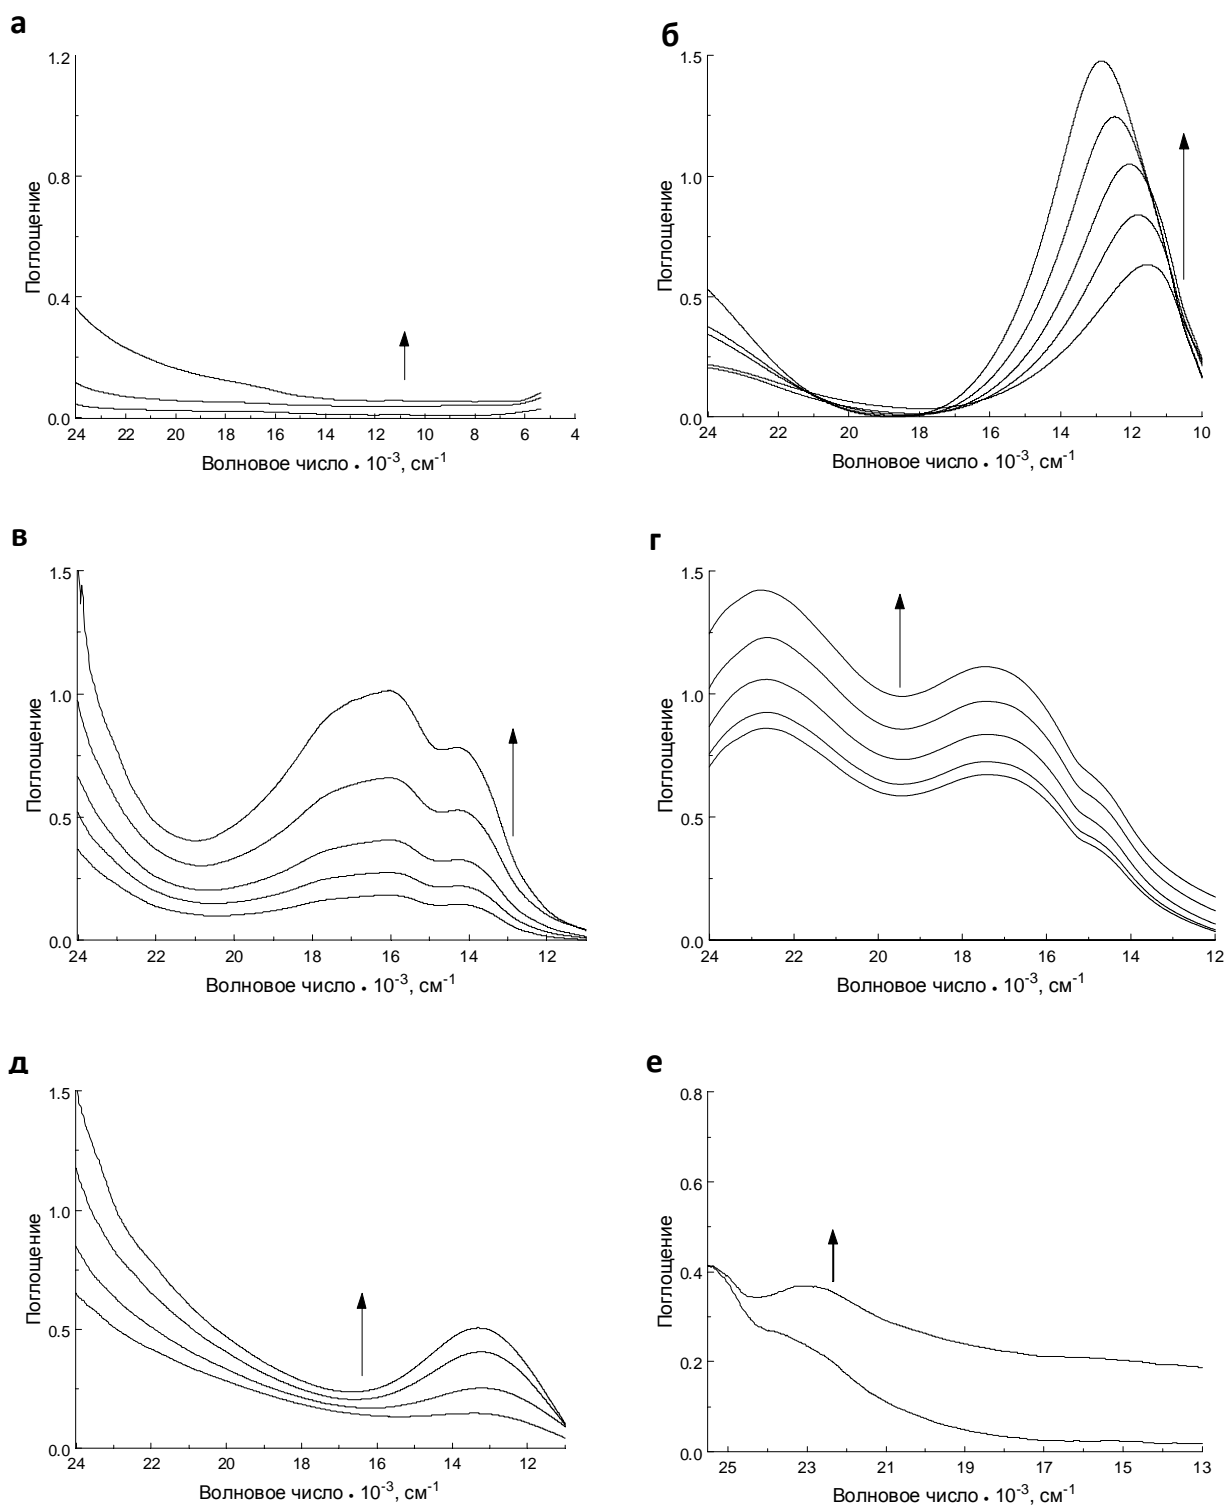 а
1.2
0.8
0.4
0.0
Поглощение
24 22 20 18 16 14 12 10 8 6 4
Волновое число • 10-3, см-1
б
1.5
1.0
0.5
0.0
Поглощение
24 22 20 18 16 14 12 10
Волновое число • 10-3, см-1
в
1.5
1.0
0.5
0.0
Поглощение
24 22 20 18 16 14 12
Волновое число • 10-3, см-1
г
1.5
1.0
0.5
0.0
Поглощение
24 22 20 18 16 14 12
Волновое число • 10-3, см-1
д
1.5
1.0
0.5
0.0
Поглощение
24 22 20 18 16 14 12
Волновое число • 10-3, см-1
е
0.8
0.6
0.4
0.2
0.0
Поглощение
25 23 21 19 17 15 13
Волновое число • 10-3, см-1